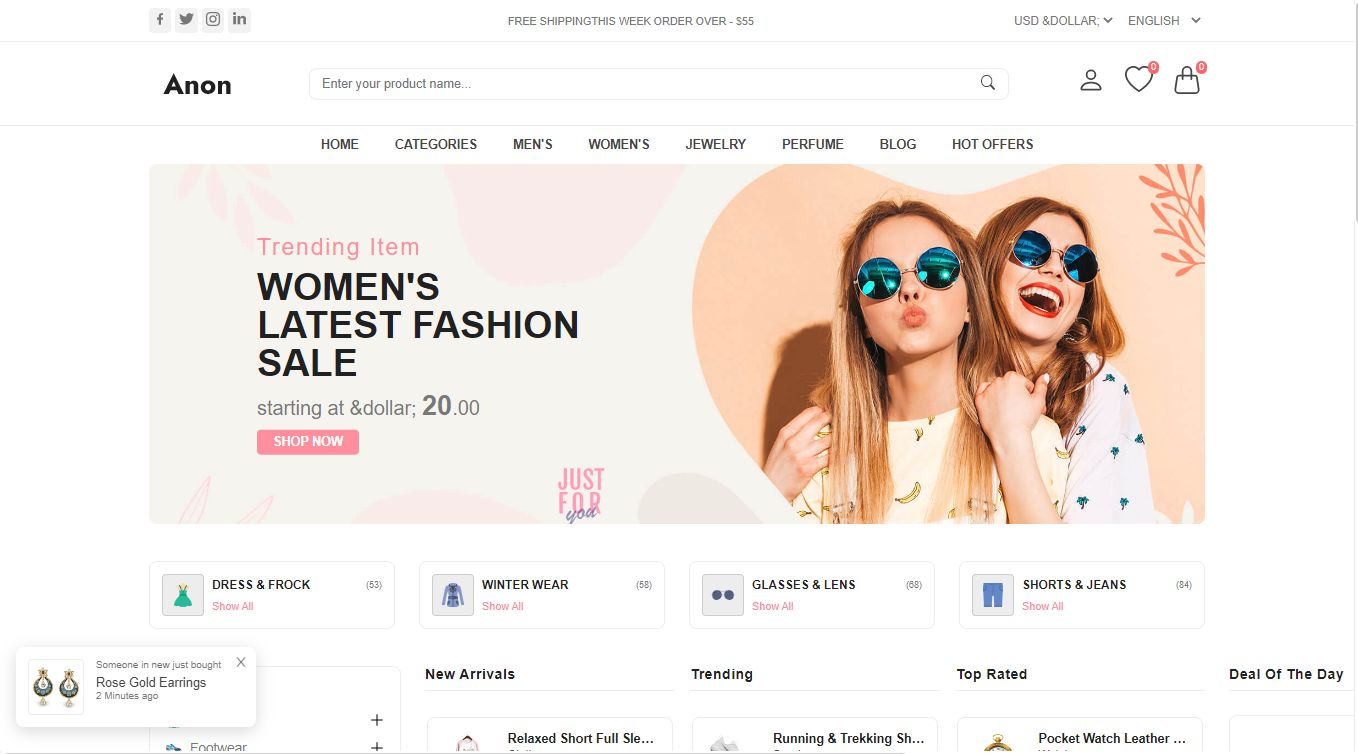 FREE SHIPPINGTHIS WEEK ORDER OVER - $55
USD &DOLLAR;
ENGLISH
Anon
Enter your product name...
0
0
HOME
CATEGORIES
MEN'S
WOMEN'S
JEWELRY
PERFUME
BLOG
HOT OFFERS
Trending Item
WOMEN'S
LATEST FASHION
SALE
starting at &dollar; 20.00
SHOP NOW
JUST
FOR
you
DRESS & FROCK
(53)
Show All
WINTER WEAR
(58)
Show All
GLASSES & LENS
(68)
Show All
SHORTS & JEANS
(84)
Show All
Someone in new just bought
Rose Gold Earrings
2 Minutes ago
Footwear
New Arrivals
Relaxed Short Full Sle...
Trending
Running & Trekking Sh...
Top Rated
Pocket Watch Leather ...
Deal Of The Day